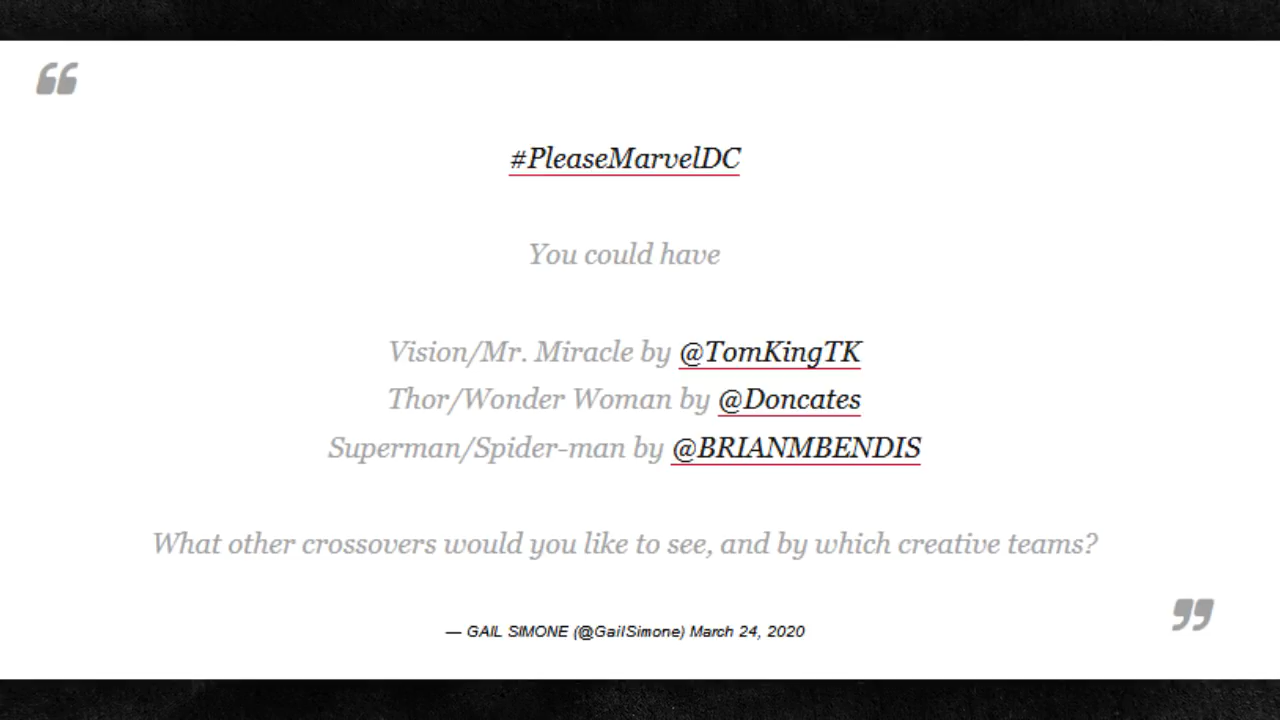 “
#PleaseMarvelDC
You could have
Vision/Mr. Miracle by @TomKingTK
Thor/Wonder Woman by @Doncates
Superman/Spider-man by @BRIANMBENDIS
What other crossovers would you like to see, and by which creative teams?
”
— GAIL SIMONE (@GailSimone) March 24, 2020